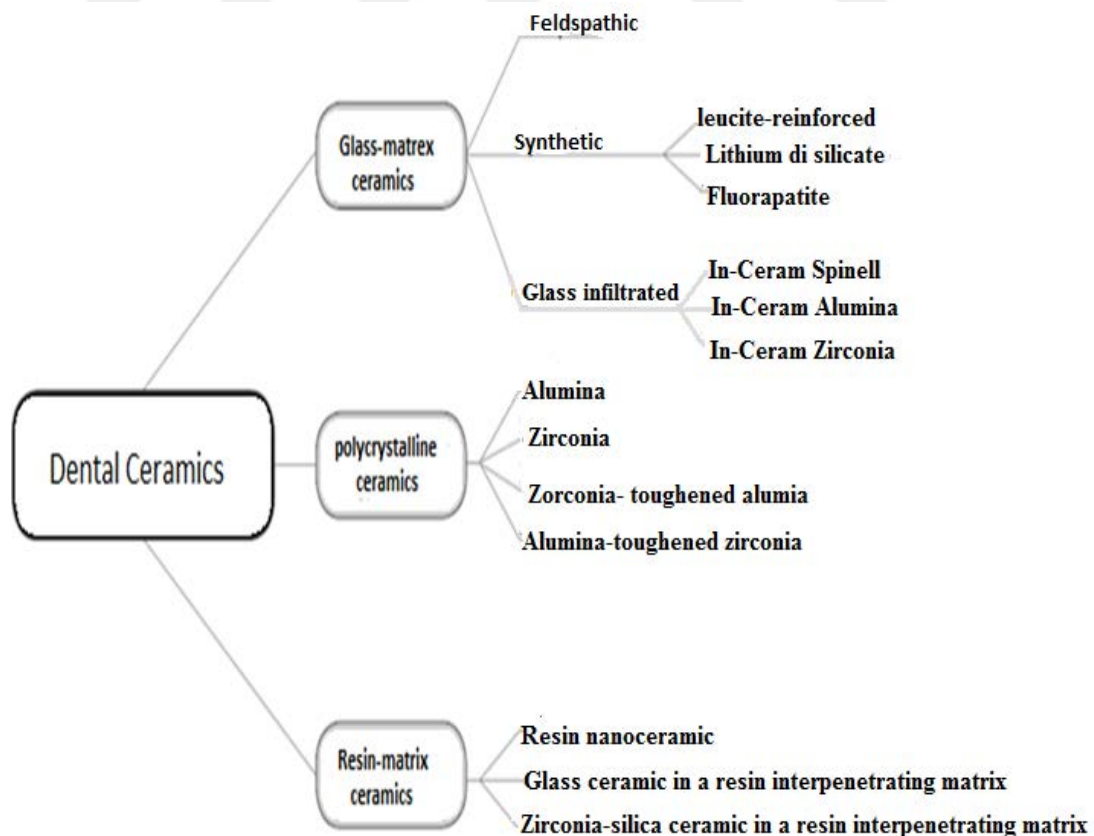 Feldspathic
Glass-matrex
ceramics
Synthetic
leucite-reinforced
Lithium di silicate
Fluorapatite
Glass infiltrated
In-Ceram Spinell
In-Ceram Alumina
In-Ceram Zirconia
Dental Ceramics
polycrystalline
ceramics
Alumina
Zirconia
Zorconia- toughened alumia
Alumina-toughened zirconia
Resin-matrix
ceramics
Resin nanoceramic
Glass ceramic in a resin interpenetrating matrix
Zirconia-silica ceramic in a resin interpenetrating matrix